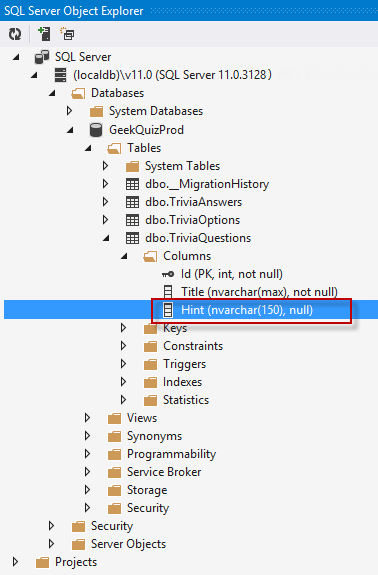 SQL Server Object Explorer
SQL Server
(localdb)\v11.0 (SQL Server 11.0.3128 )
Databases
System Databases
GeekQuizProd
Tables
System Tables
dbo.__MigrationHistory
dbo.TriviaAnswers
dbo.TriviaOptions
dbo.TriviaQuestions
Columns
Id (PK, int, not null)
Title (nvarchar(max), not null)
Hint (nvarchar(150), null)
Keys
Constraints
Triggers
Indexes
Statistics
Views
Synonyms
Programmability
Service Broker
Storage
Security
Security
Server Objects
Projects